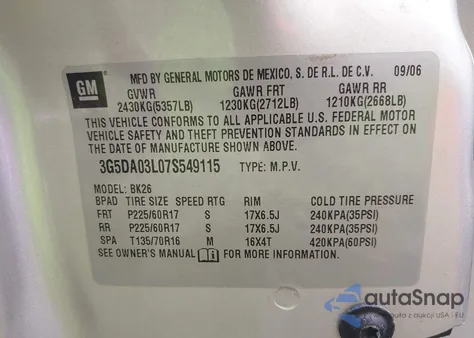 GM
MFD BY GENERAL MOTORS DE MEXICO, S. DE R.L. DE C.V. 09/06
GVWR GAWR FRT GAWR RR
2430KG(5357LB) 1230KG(2712LB) 1210KG(2668LB)
THIS VEHICLE CONFORMS TO ALL APPLICABLE U.S. FEDERAL MOTOR
VEHICLE SAFETY AND THEFT PREVENTION STANDARDS IN EFFECT ON
THE DATE OF MANUFACTURE SHOWN ABOVE.
3G5DA03L07S549115 TYPE: M.P.V.
MODEL: BK26
BPAD TIRE SIZE SPEED RTG RIM COLD TIRE PRESSURE
FRT P225/60R17 S 17X6.5J 240KPA(35PSI)
RR P225/60R17 S 17X6.5J 240KPA(35PSI)
SPA T135/70R16 M 16X4T 420KPA(60PSI)
SEE OWNER'S MANUAL FOR MORE INFORMATION.
autaSnap
auta z aukcji USA - EU